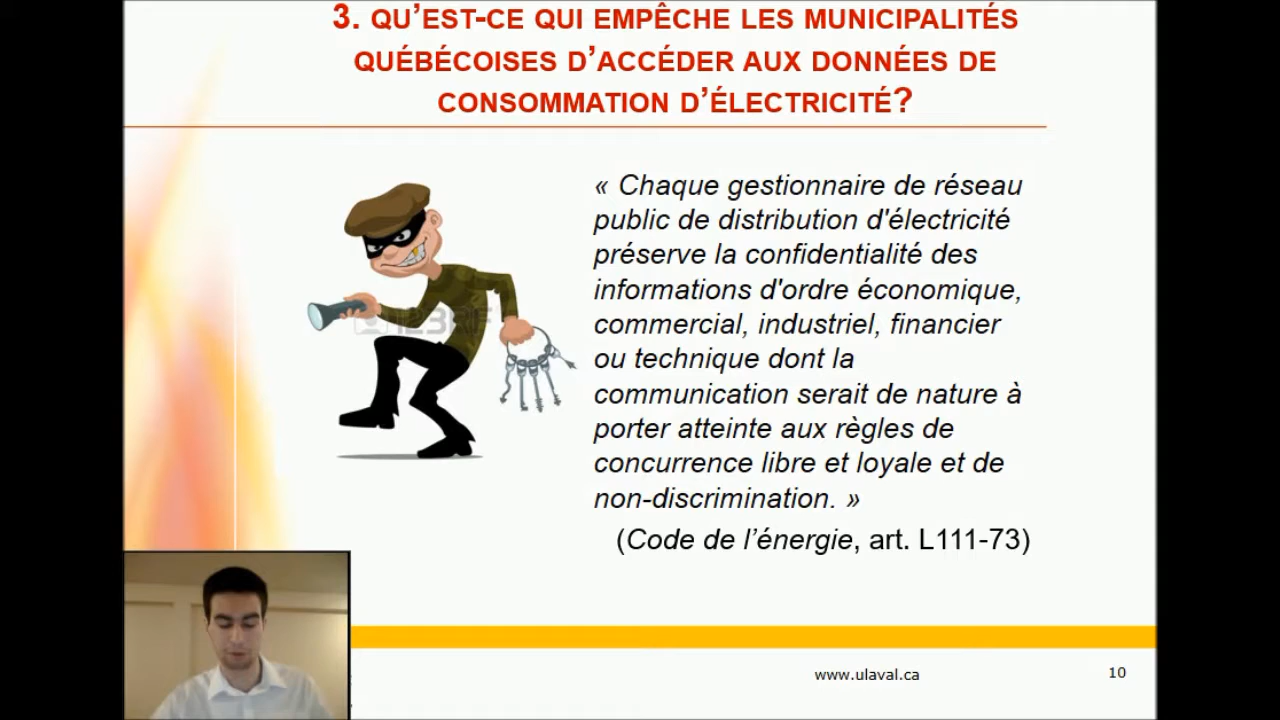 3. QU’EST-CE QUI EMPÊCHE LES MUNICIPALITÉS
QUÉBÉCOISES D’ACCÉDER AUX DONNÉES DE
CONSOMMATION D’ÉLECTRICITÉ?
« Chaque gestionnaire de réseau
public de distribution d'électricité
préserve la confidentialité des
informations d'ordre économique,
commercial, industriel, financier
ou technique dont la
communication serait de nature à
porter atteinte aux règles de
concurrence libre et loyale et de
non-discrimination. »
(Code de l’énergie, art. L111-73)
123RF
www.ulaval.ca
10